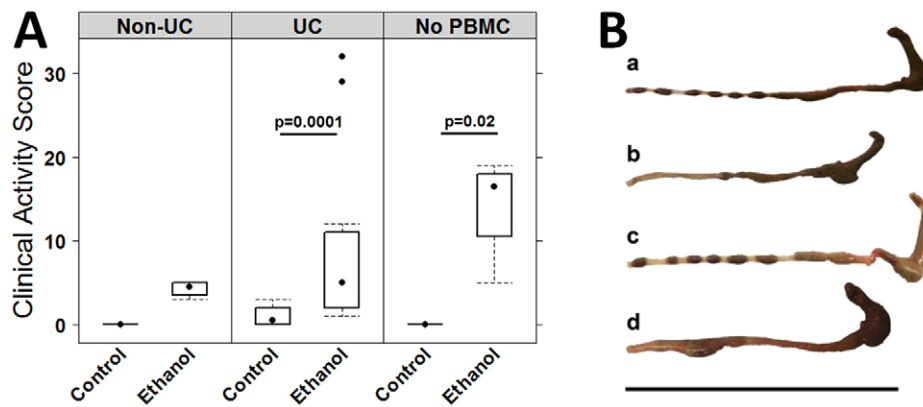 A
Non-UC UC No PBMC
Clinical Activity Score
30
20
10
0
p=0.0001
p=0.02
Control Ethanol Control Ethanol Control Ethanol
B
a
b
c
d